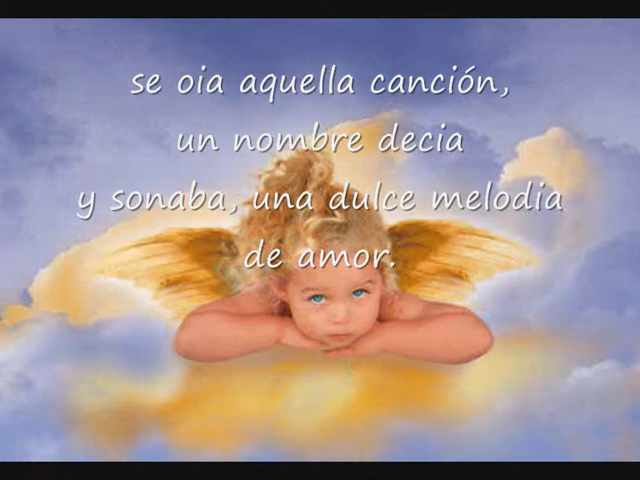 se oia aquella canción,
un nombre decia
y sonaba, una dulce melodia
de amor.